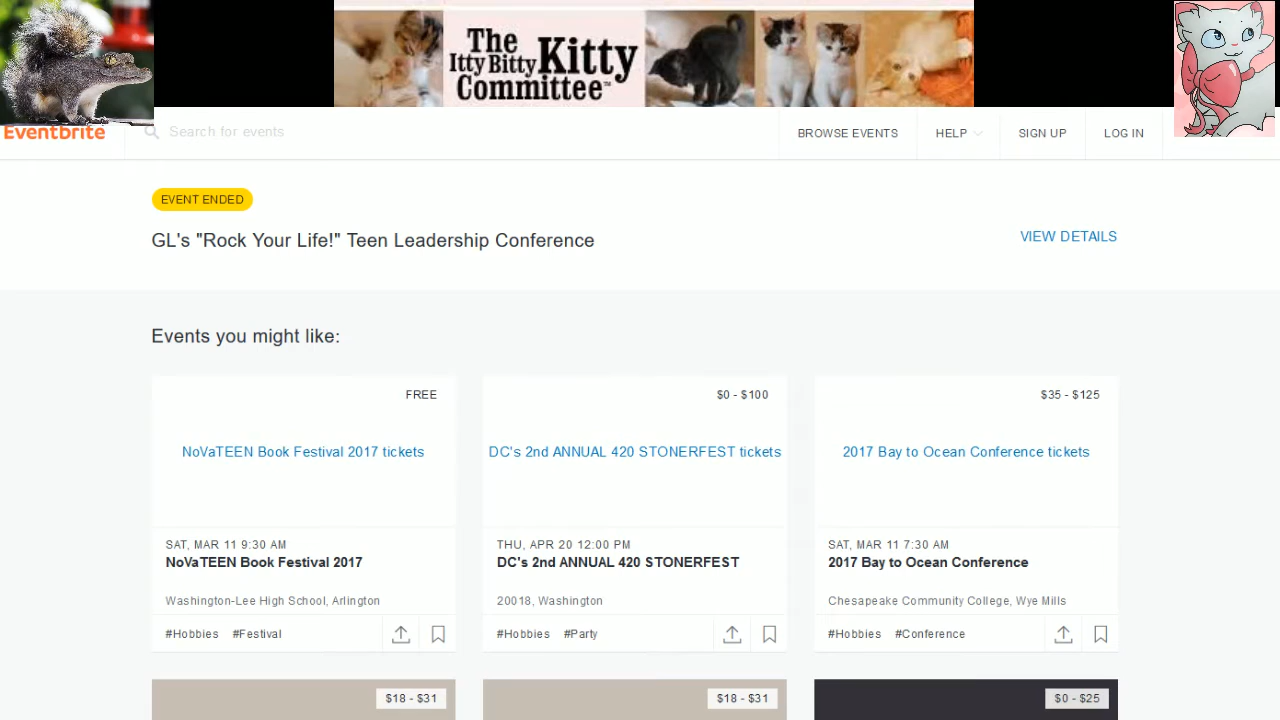 The
Itty Bitty Kitty
Committee™
Eventbrite
Search for events
BROWSE EVENTS
HELP
SIGN UP
LOG IN
EVENT ENDED
GL's "Rock Your Life!" Teen Leadership Conference
VIEW DETAILS
Events you might like:
FREE
NoVaTEEN Book Festival 2017 tickets
SAT, MAR 11 9:30 AM
NoVaTEEN Book Festival 2017
Washington-Lee High School, Arlington
#Hobbies #Festival
$0 - $100
DC's 2nd ANNUAL 420 STONERFEST tickets
THU, APR 20 12:00 PM
DC's 2nd ANNUAL 420 STONERFEST
20018, Washington
#Hobbies #Party
$35 - $125
2017 Bay to Ocean Conference tickets
SAT, MAR 11 7:30 AM
2017 Bay to Ocean Conference
Chesapeake Community College, Wye Mills
#Hobbies #Conference
$18 - $31
$18 - $31
$0 - $25